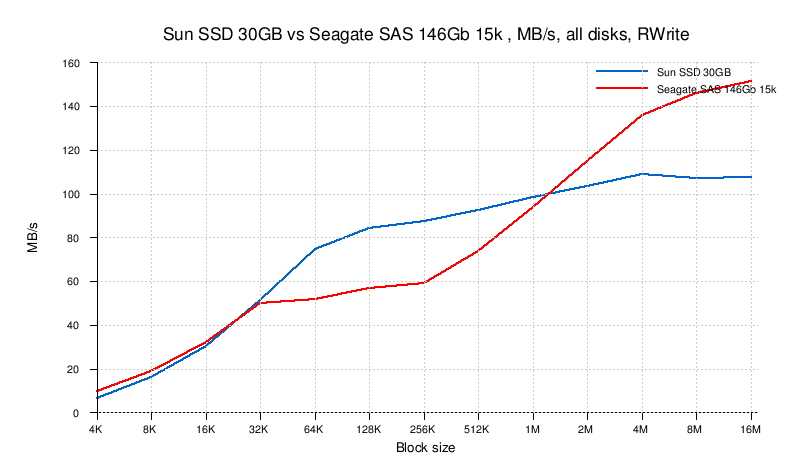 Sun SSD 30GB vs Seagate SAS 146Gb 15k , MB/s, all disks, RWrite
Sun SSD 30GB
Seagate SAS 146Gb 15k
MB/s
160
140
120
100
80
60
40
20
0
4K 8K 16K 32K 64K 128K 256K 512K 1M 2M 4M 8M 16M
Block size